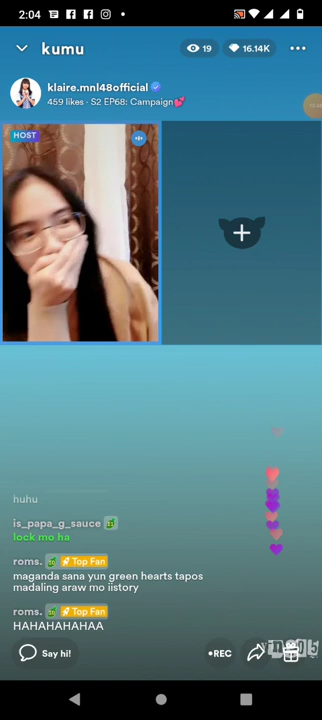 2:04
kumu
19
16.14K
klaire.mnl48official
459 likes · S2 EP68: Campaign💕
HOST
huhu
is_papa_g_sauce
lock mo ha
roms. Top Fan
maganda sana yun green hearts tapos
madaling araw mo iistory
roms. Top Fan
HAHAHAHAHAA
Say hi!
•REC